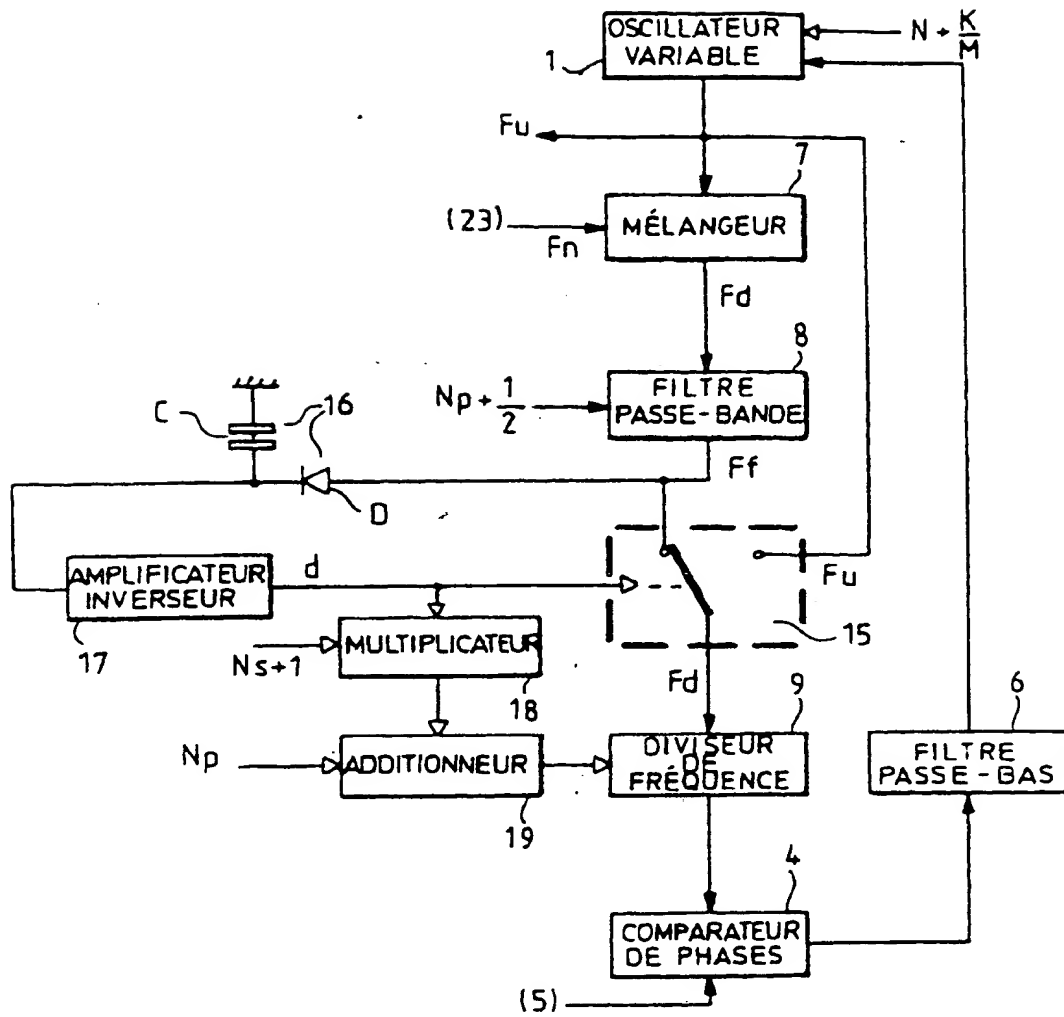 OSCILLATEUR
VARIABLE
1
N + K/M
Fu
7
(23)
Fn
MÉLANGEUR
Fd
8
Np + 1/2
FILTRE
PASSE-BANDE
C
16
D
Ff
AMPLIFICATEUR
INVERSEUR
17
d
Fu
15
Ns+1
MULTIPLICATEUR
18
Fd
9
6
Np
ADDITIONNEUR
19
DIVISEUR
DE
FRÉQUENCE
FILTRE
PASSE-BAS
4
COMPARATEUR
DE PHASES
(5)